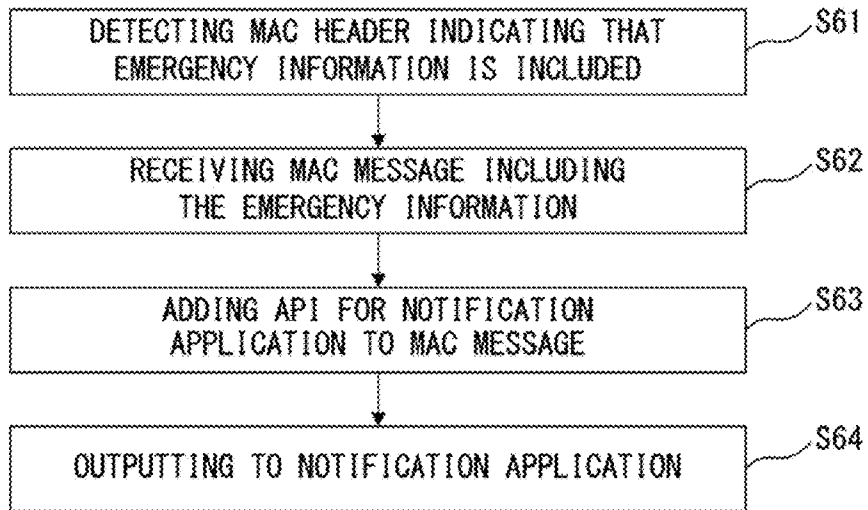 DETECTING MAC HEADER INDICATING THAT
EMERGENCY INFORMATION IS INCLUDED
S61
RECEIVING MAC MESSAGE INCLUDING
THE EMERGENCY INFORMATION
S62
ADDING API FOR NOTIFICATION
APPLICATION TO MAC MESSAGE
S63
OUTPUTTING TO NOTIFICATION APPLICATION
S64